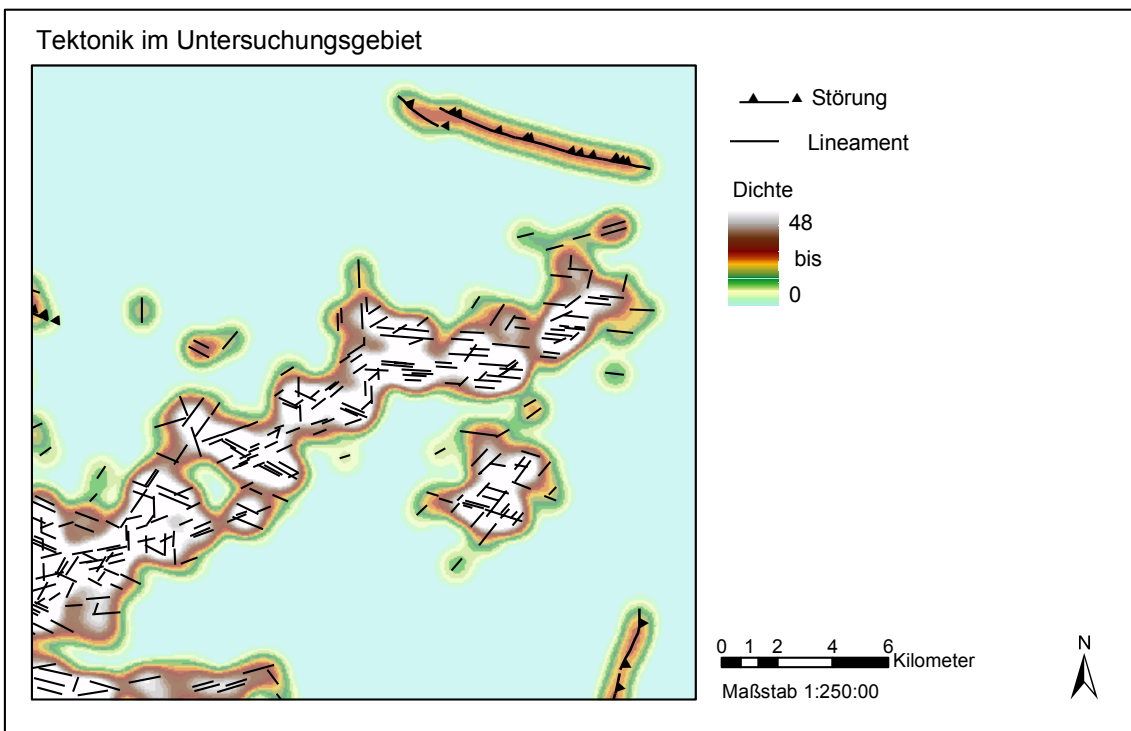 Tektonik im Untersuchungsgebiet
Störung
Lineament
Dichte
48
bis
0
0 1 2 4 6 Kilometer
Maßstab 1:250:00
N